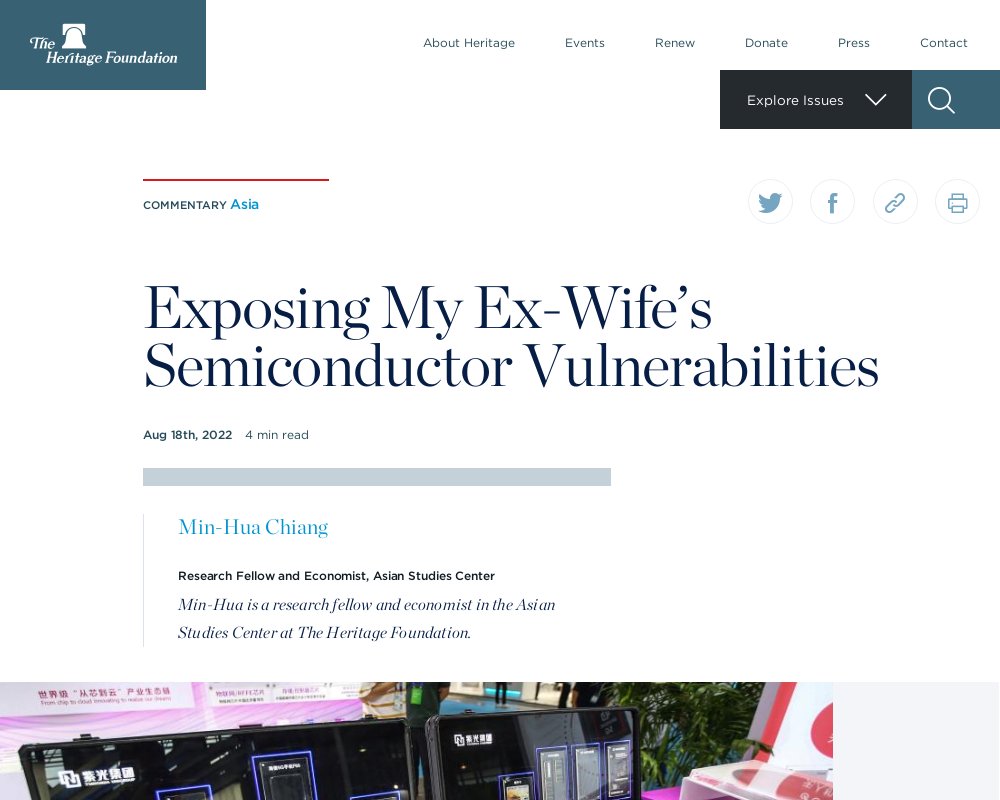 The
Heritage Foundation
About Heritage Events Renew Donate Press Contact
Explore Issues
COMMENTARY Asia
Exposing My Ex-Wife’s
Semiconductor Vulnerabilities
Aug 18th, 2022 4 min read
Min-Hua Chiang
Research Fellow and Economist, Asian Studies Center
Min-Hua is a research fellow and economist in the Asian
Studies Center at The Heritage Foundation.
世界级“从芯到云”产业生态链
From chip to cloud innovating to realize our dream)
紫光集团
紫光集团